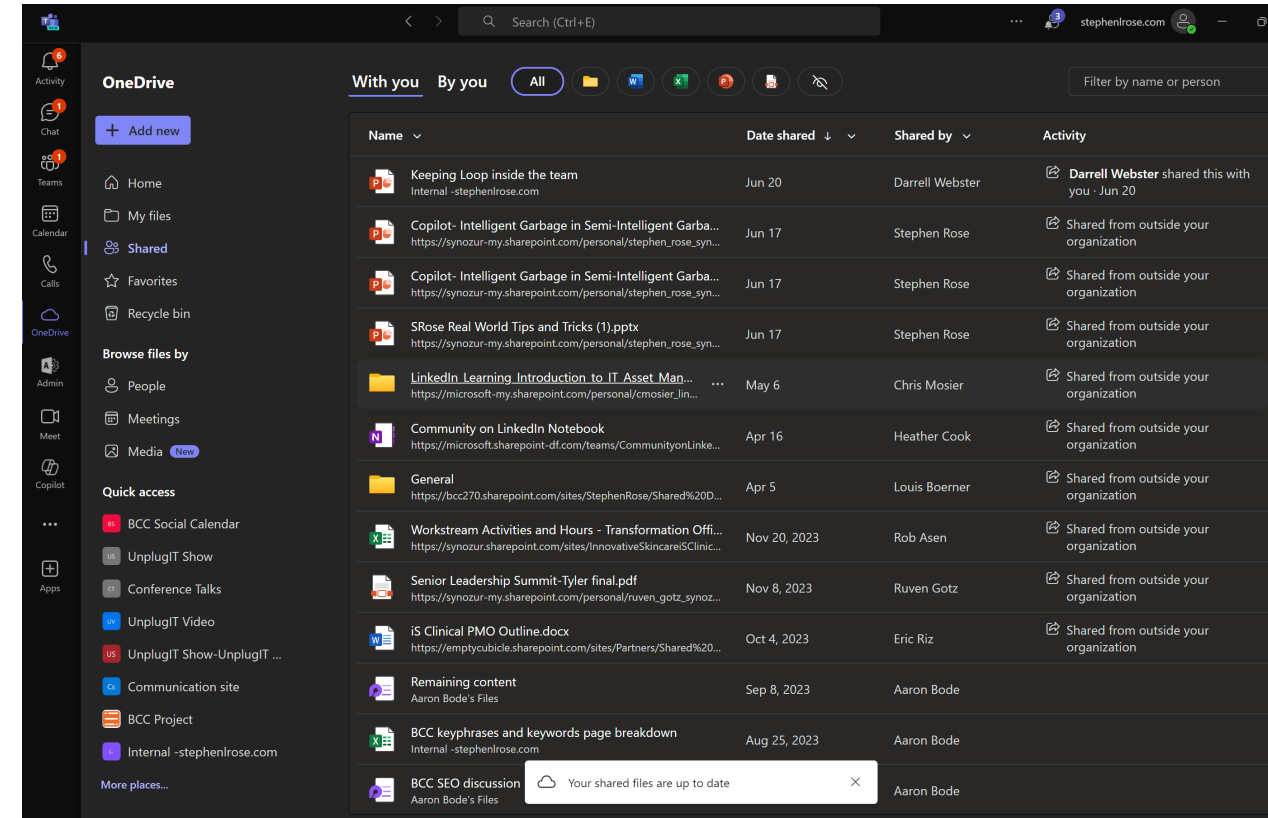 Search (Ctrl+E)
3
stephenlrose.com
6
Activity
1
Chat
1
Teams
Calendar
Calls
OneDrive
Admin
Meet
Copilot
Apps
OneDrive
+ Add new
Home
My files
Shared
Favorites
Recycle bin
Browse files by
People
Meetings
Media New
Quick access
BS BCC Social Calendar
US UnplugIT Show
CT Conference Talks
UV UnplugIT Video
US UnplugIT Show-UnplugIT ...
Cs Communication site
BCC Project
Internal -stephenlrose.com
More places...
With you By you All
Filter by name or person
Name Date shared Shared by Activity
Keeping Loop inside the team
Internal -stephenlrose.com
Jun 20
Darrell Webster
Darrell Webster shared this with
you · Jun 20
Copilot- Intelligent Garbage in Semi-Intelligent Garba...
https://synozur-my.sharepoint.com/personal/stephen_rose_syn...
Jun 17
Stephen Rose
Shared from outside your
organization
Copilot- Intelligent Garbage in Semi-Intelligent Garba...
https://synozur-my.sharepoint.com/personal/stephen_rose_syn...
Jun 17
Stephen Rose
Shared from outside your
organization
SRose Real World Tips and Tricks (1).pptx
https://synozur-my.sharepoint.com/personal/stephen_rose_syn...
Jun 17
Stephen Rose
Shared from outside your
organization
LinkedIn Learning Introduction to IT Asset Man...
https://microsoft-my.sharepoint.com/personal/cmosier_lin...
May 6
Chris Mosier
Shared from outside your
organization
Community on LinkedIn Notebook
https://microsoft.sharepoint-df.com/teams/CommunityonLinke...
Apr 16
Heather Cook
Shared from outside your
organization
General
https://bcc270.sharepoint.com/sites/StephenRose/Shared%20D...
Apr 5
Louis Boerner
Shared from outside your
organization
Workstream Activities and Hours - Transformation Offi...
https://synozur.sharepoint.com/sites/InnovativeSkincareiSClinic...
Nov 20, 2023
Rob Asen
Shared from outside your
organization
Senior Leadership Summit-Tyler final.pdf
https://synozur-my.sharepoint.com/personal/ruven_gotz_synoz...
Nov 8, 2023
Ruven Gotz
Shared from outside your
organization
iS Clinical PMO Outline.docx
https://emptycubicle.sharepoint.com/sites/Partners/Shared%20...
Oct 4, 2023
Eric Riz
Shared from outside your
organization
Remaining content
Aaron Bode's Files
Sep 8, 2023
Aaron Bode
BCC keyphrases and keywords page breakdown
Internal -stephenlrose.com
Aug 25, 2023
Aaron Bode
BCC SEO discussion
Aaron Bode's Files
Aaron Bode
Your shared files are up to date